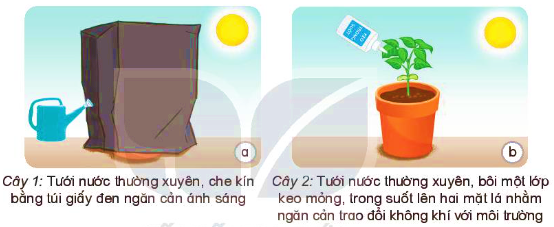 a
b
Cây 1: Tưới nước thường xuyên, che kín
bằng túi giấy đen ngăn cản ánh sáng
Cây 2: Tưới nước thường xuyên, bôi một lớp
keo mỏng, trong suốt lên hai mặt lá nhằm
ngăn cản trao đổi không khí với môi trường